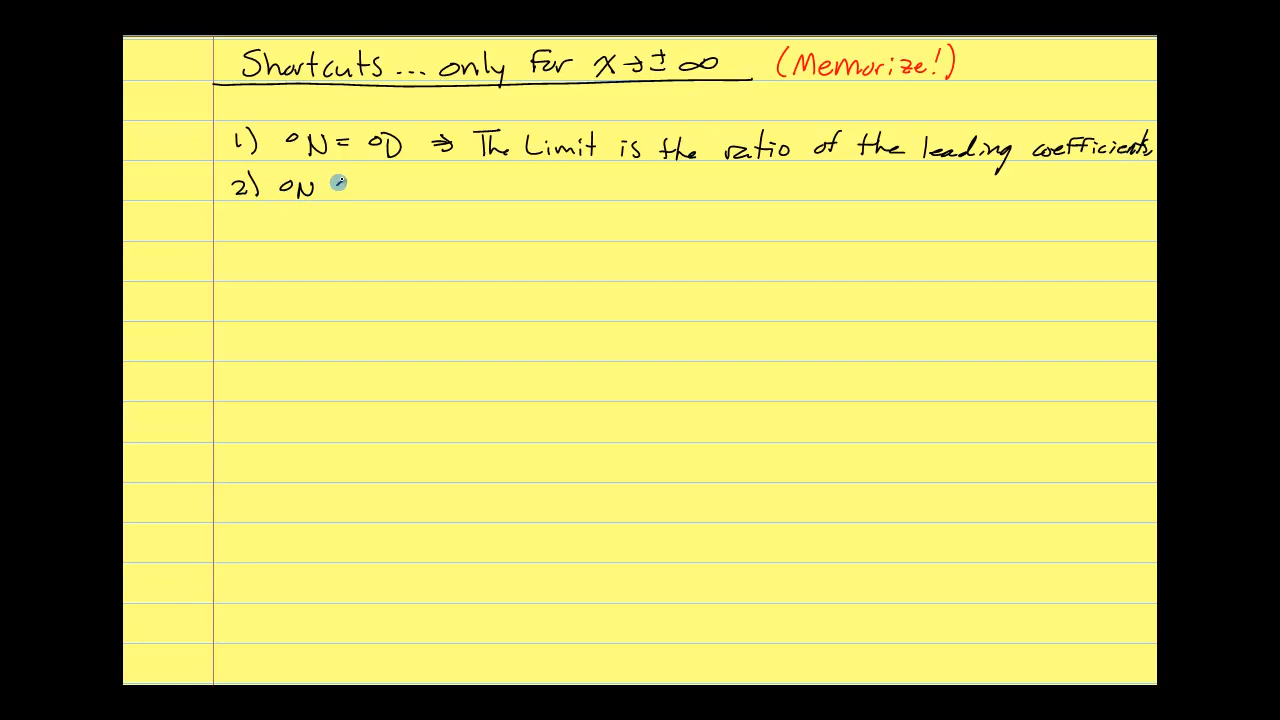 Shortcuts... only for x→± ∞ (Memorize!)
1) °N = °D ⇒ The Limit is the ratio of the leading coefficients
2) °N